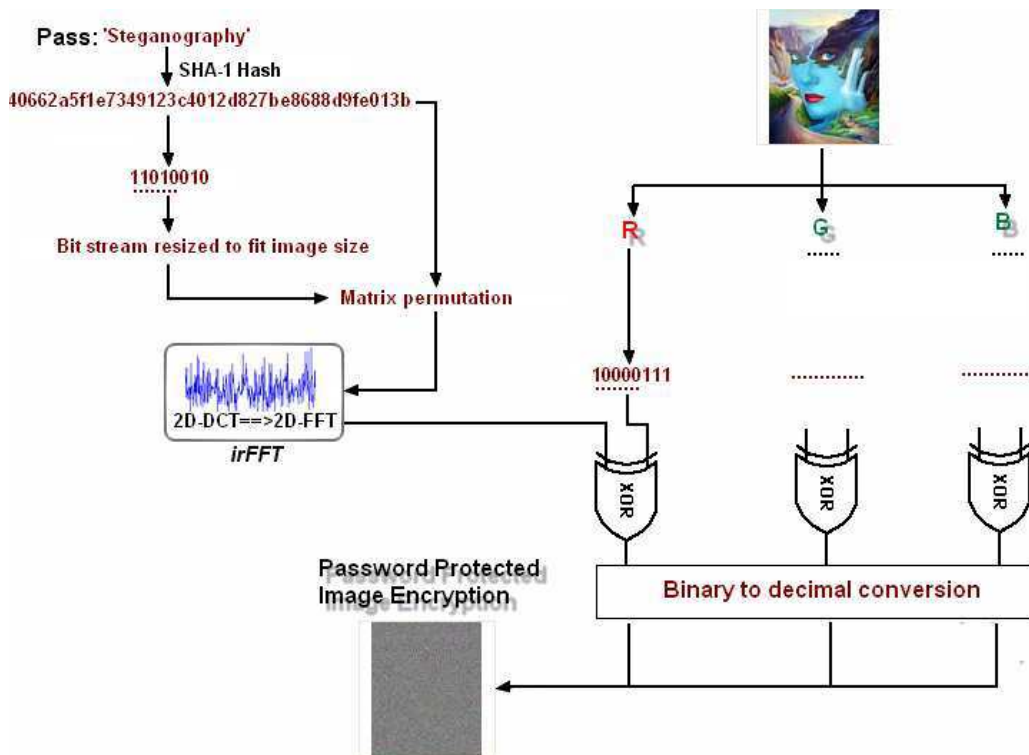 Pass: 'Steganography'
SHA-1 Hash
40662a5f1e7349123c4012d827be8688d9fe013b
11010010
Bit stream resized to fit image size
Matrix permutation
2D-DCT==>2D-FFT
irFFT
R
G
B
10000111
XOR
XOR
XOR
Binary to decimal conversion
Password Protected
Image Encryption